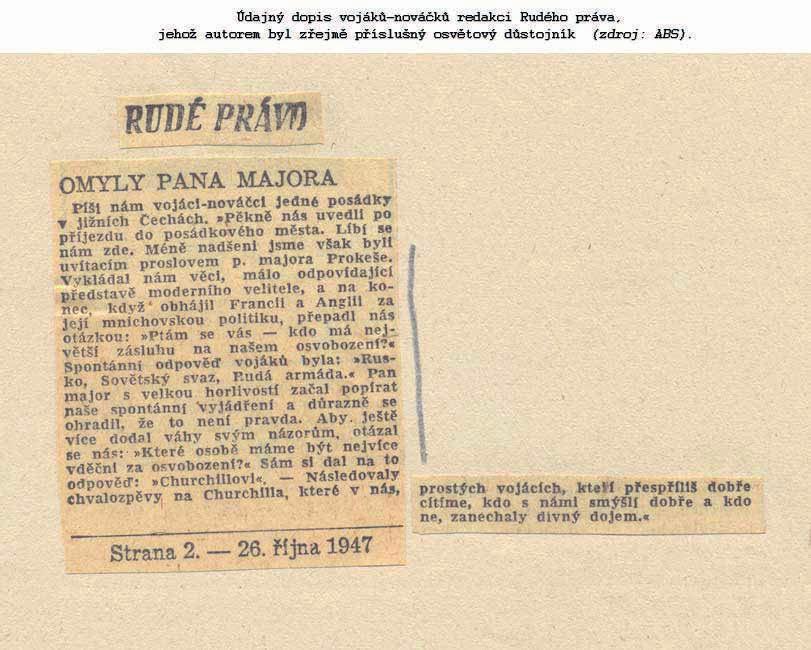 Údajný dopis vojáků-nováčků redakci Rudého práva,
jehož autorem byl zřejmě příslušný osvětový důstojník (zdroj: ABS).
RUDÉ PRÁVO
OMYLY PANA MAJORA
Píší nám vojáci-nováčci jedné posádky
v jižních Čechách. »Pěkně nás uvedli po
příjezdu do posádkového města. Líbí se
nám zde. Méně nadšeni jsme však byli
uvítacím proslovem p. majora Prokeše.
Vykládal nám věci, málo odpovídající
představě moderního velitele, a na ko-
nec, když obhájil Francii a Anglii za
její mnichovskou politiku, přepadl nás
otázkou: »Ptám se vás — kdo má nej-
větší zásluhu na našem osvobození?«
Spontánní odpověď vojáků byla: »Rus-
ko, Sovětský svaz, Rudá armáda.« Pan
major s velkou horlivostí začal popírat
naše spontánní vyjádření a důrazně se
ohradil, že to není pravda. Aby ještě
více dodal váhy svým názorům, otázal
se nás: »Které osobě máme být nejvíce
vděční za osvobození?« Sám si dal na to
odpověď: »Churchillovi«. — Následovaly
chvalozpěvy na Churchilla, které v nás,
prostých vojácích, kteří přespříliš dobře
cítíme, kdo s námi smýšlí dobře a kdo
ne, zanechaly divný dojem.«
Strana 2. — 26. října 1947